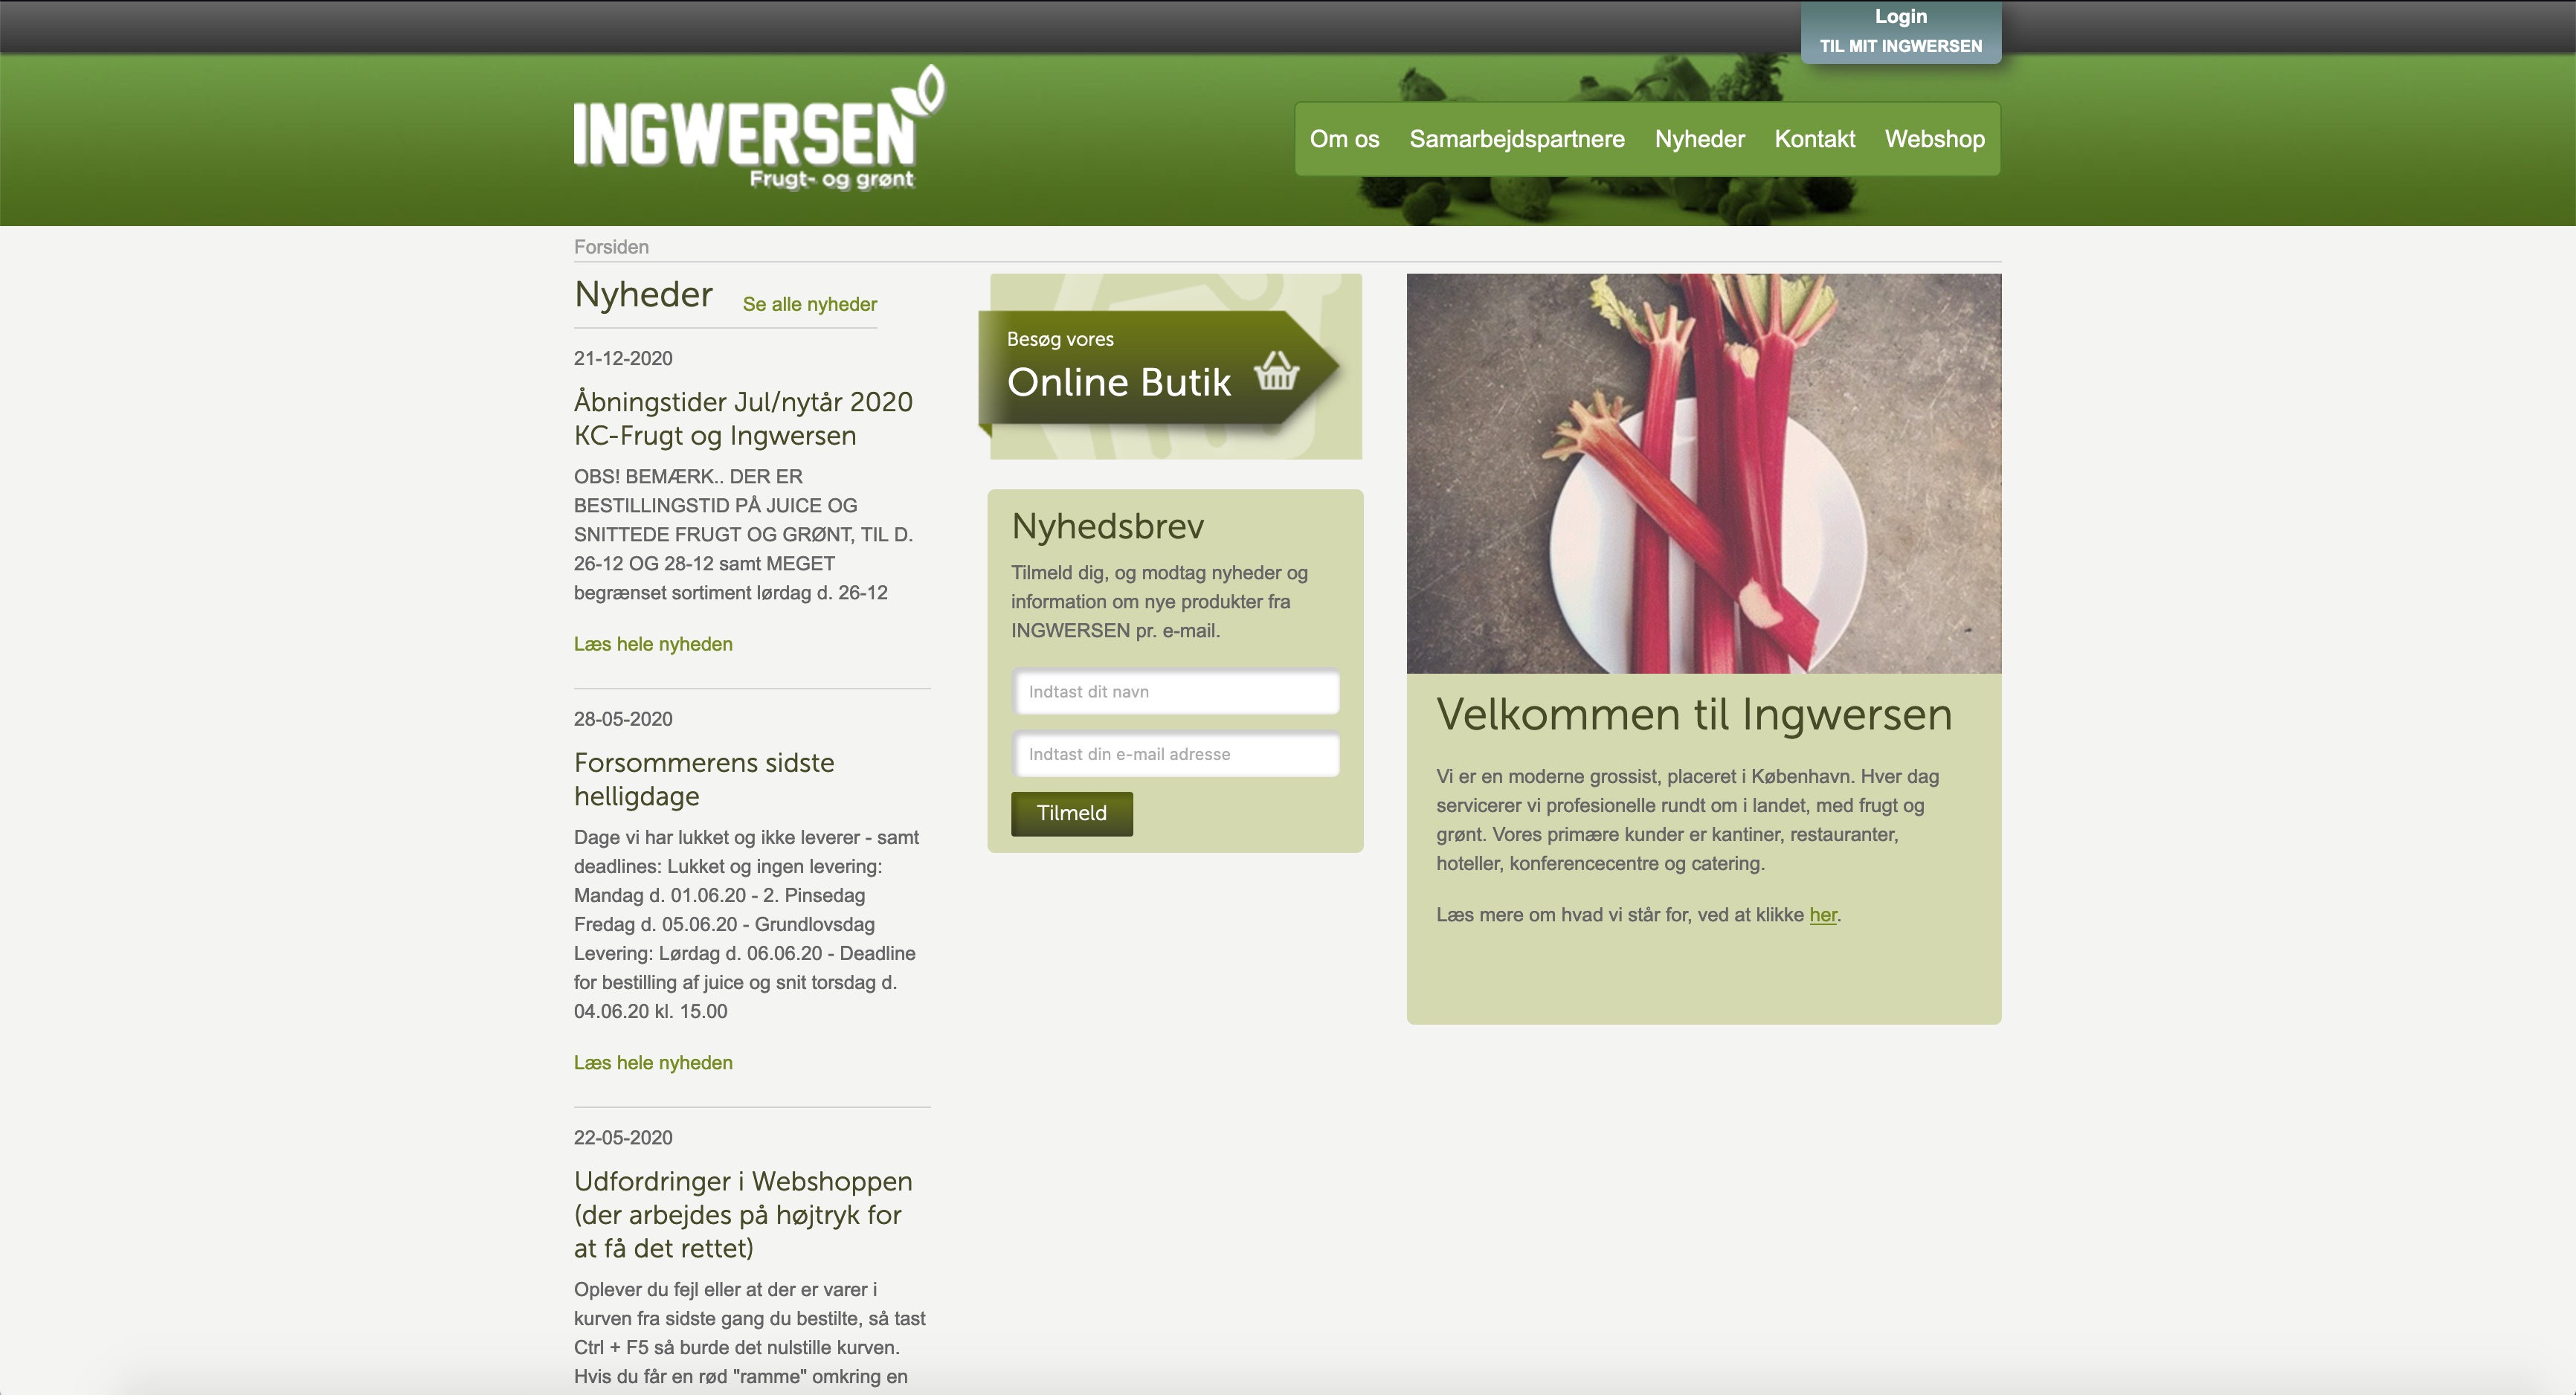 Login
TIL MIT INGWERSEN
INGWERSEN
Frugt- og grønt
Om os Samarbejdspartnere Nyheder Kontakt Webshop
Forsiden
Nyheder
Se alle nyheder
21-12-2020
Åbningstider Jul/nytår 2020
KC-Frugt og Ingwersen
OBS! BEMÆRK.. DER ER
BESTILLINGSTID PÅ JUICE OG
SNITTEDE FRUGT OG GRØNT, TIL D.
26-12 OG 28-12 samt MEGET
begrænset sortiment lørdag d. 26-12
Læs hele nyheden
28-05-2020
Forsommerens sidste
helligdage
Dage vi har lukket og ikke leverer - samt
deadlines: Lukket og ingen levering:
Mandag d. 01.06.20 - 2. Pinsedag
Fredag d. 05.06.20 - Grundlovsdag
Levering: Lørdag d. 06.06.20 - Deadline
for bestilling af juice og snit torsdag d.
04.06.20 kl. 15.00
Læs hele nyheden
22-05-2020
Udfordringer i Webshoppen
(der arbejdes på højtryk for
at få det rettet)
Oplever du fejl eller at der er varer i
kurven fra sidste gang du bestilte, så tast
Ctrl + F5 så burde det nulstille kurven.
Hvis du får en rød "ramme" omkring en
Besøg vores
Online Butik
Nyhedsbrev
Tilmeld dig, og modtag nyheder og
information om nye produkter fra
INGWERSEN pr. e-mail.
Indtast dit navn
Indtast din e-mail adresse
Tilmeld
Velkommen til Ingwersen
Vi er en moderne grossist, placeret i København. Hver dag
servicerer vi profesionelle rundt om i landet, med frugt og
grønt. Vores primære kunder er kantiner, restauranter,
hoteller, konferencecentre og catering.
Læs mere om hvad vi står for, ved at klikke her.